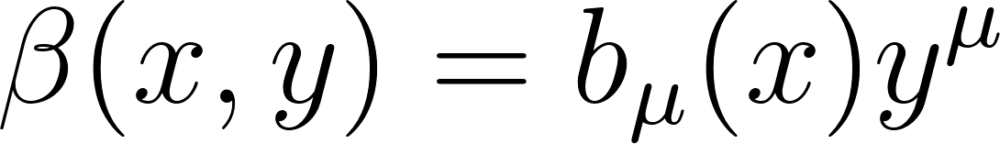 β(x, y) = b_μ(x)y^μ